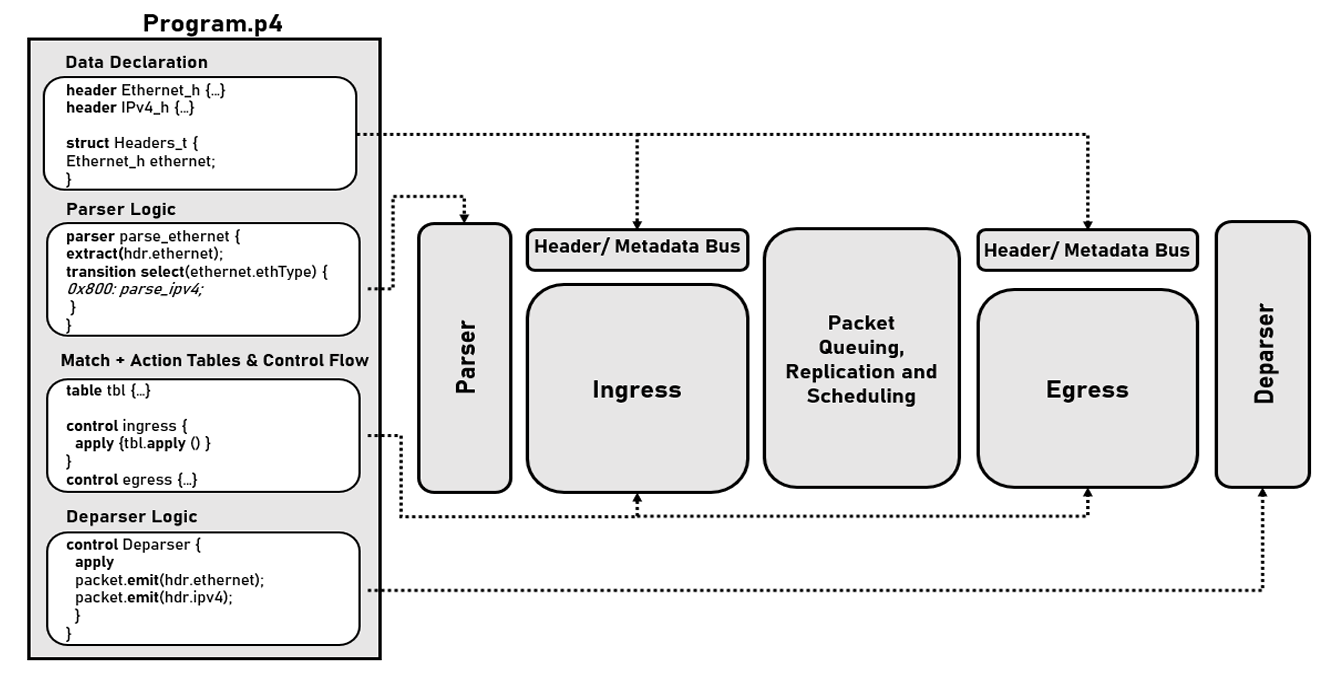 Program.p4
Data Declaration
header Ethernet_h {...}
header IPv4_h {...}
struct Headers_t {
Ethernet_h ethernet;
}
Parser Logic
parser parse_ethernet {
extract(hdr.ethernet);
transition select(ethernet.ethType) {
0x800: parse_ipv4;
}
}
Match + Action Tables & Control Flow
table tbl {...}
control ingress {
apply {tbl.apply () }
}
control egress {...}
Deparser Logic
control Deparser {
apply
packet.emit(hdr.ethernet);
packet.emit(hdr.ipv4);
}
}
Parser
Header/ Metadata Bus
Ingress
Packet
Queuing,
Replication and
Scheduling
Header/ Metadata Bus
Egress
Deparser